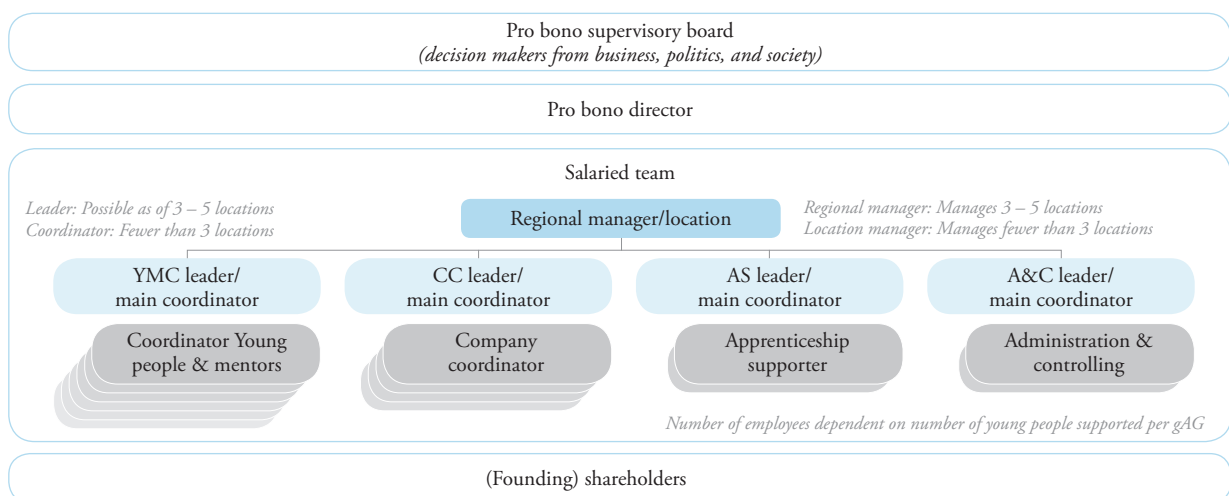 Pro bono supervisory board
(decision makers from business, politics, and society)
Pro bono director
Salaried team
Leader: Possible as of 3 – 5 locations
Coordinator: Fewer than 3 locations
Regional manager/location
Regional manager: Manages 3 – 5 locations
Location manager: Manages fewer than 3 locations
YMC leader/
main coordinator
CC leader/
main coordinator
AS leader/
main coordinator
A&C leader/
main coordinator
Coordinator Young
people & mentors
Company
coordinator
Apprenticeship
supporter
Administration &
controlling
Number of employees dependent on number of young people supported per gAG
(Founding) shareholders